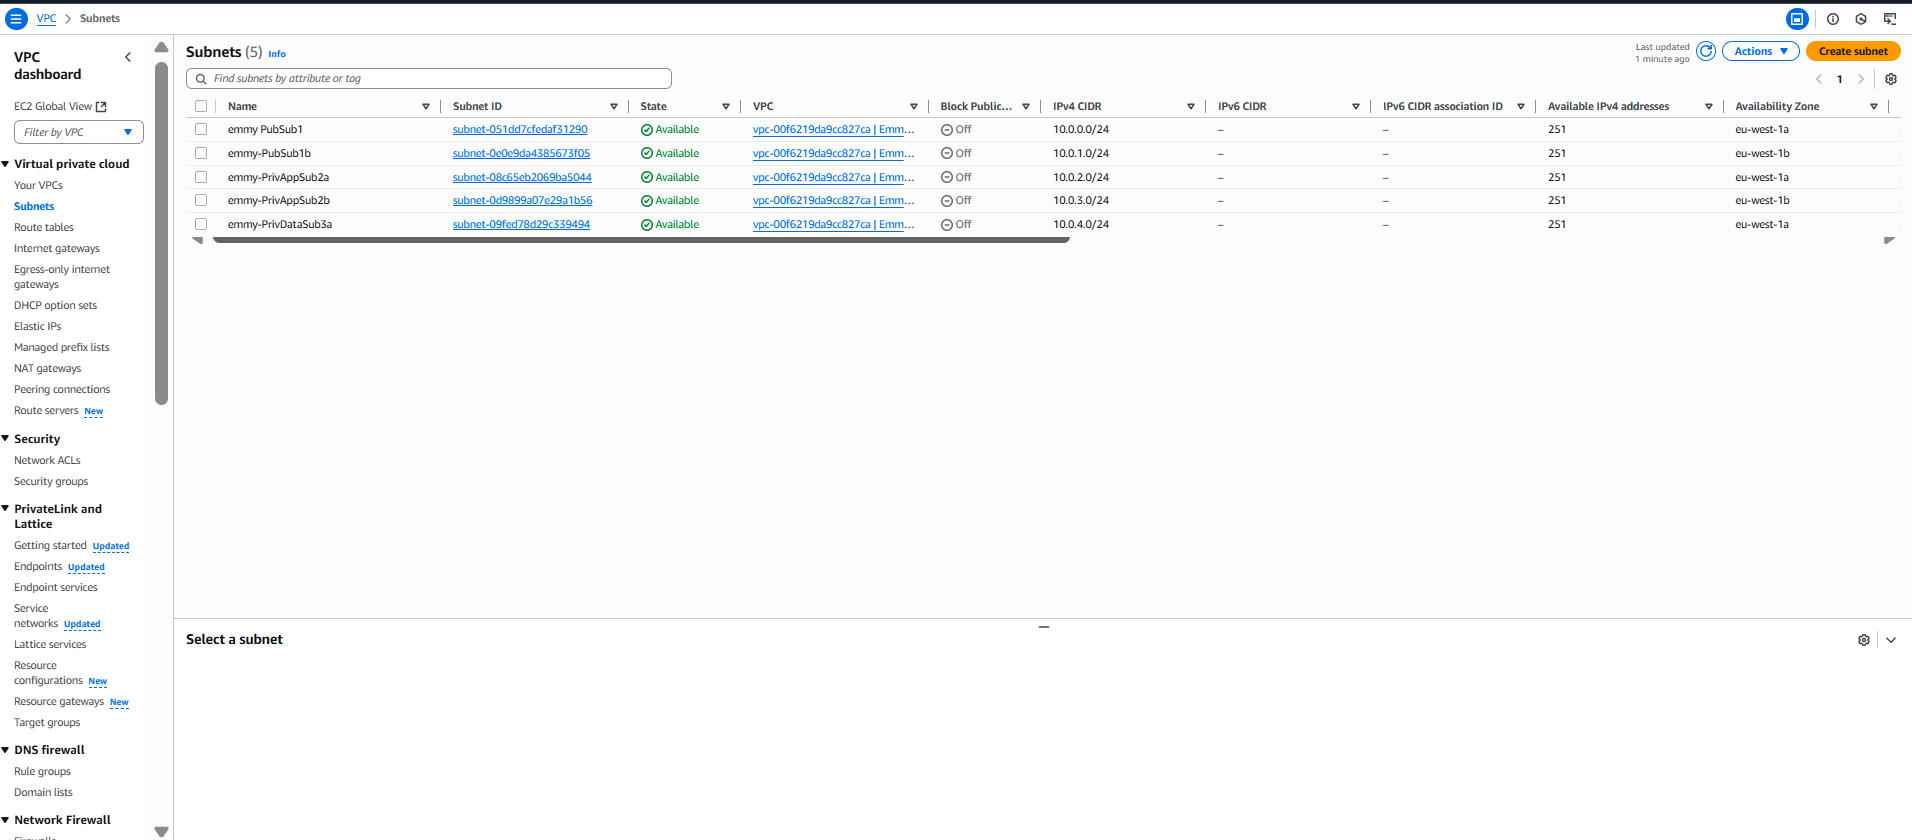 VPC > Subnets
VPC dashboard
EC2 Global View
Filter by VPC
Virtual private cloud
Your VPCs
Subnets
Route tables
Internet gateways
Egress-only internet
gateways
DHCP option sets
Elastic IPs
Managed prefix lists
NAT gateways
Peering connections
Route servers New
Security
Network ACLs
Security groups
PrivateLink and
Lattice
Getting started Updated
Endpoints Updated
Endpoint services
Service
networks Updated
Lattice services
Resource
configurations New
Resource gateways New
Target groups
DNS firewall
Rule groups
Domain lists
Network Firewall
Subnets (5) Info
Last updated
1 minute ago
Actions
Create subnet
Find subnets by attribute or tag
1
Name Subnet ID State VPC Block Public... IPv4 CIDR IPv6 CIDR IPv6 CIDR association ID Available IPv4 addresses Availability Zone
emmy PubSub1 subnet-051dd7cfedaf31290 Available vpc-00f6219da9cc827ca | Emm... Off 10.0.0.0/24 – – 251 eu-west-1a
emmy-PubSub1b subnet-0e0e9da4385673f05 Available vpc-00f6219da9cc827ca | Emm... Off 10.0.1.0/24 – – 251 eu-west-1b
emmy-PrivAppSub2a subnet-08c65eb2069ba5044 Available vpc-00f6219da9cc827ca | Emm... Off 10.0.2.0/24 – – 251 eu-west-1a
emmy-PrivAppSub2b subnet-0d9899a07e29a1b56 Available vpc-00f6219da9cc827ca | Emm... Off 10.0.3.0/24 – – 251 eu-west-1b
emmy-PrivDataSub3a subnet-09fed78d29c339494 Available vpc-00f6219da9cc827ca | Emm... Off 10.0.4.0/24 – – 251 eu-west-1a
Select a subnet